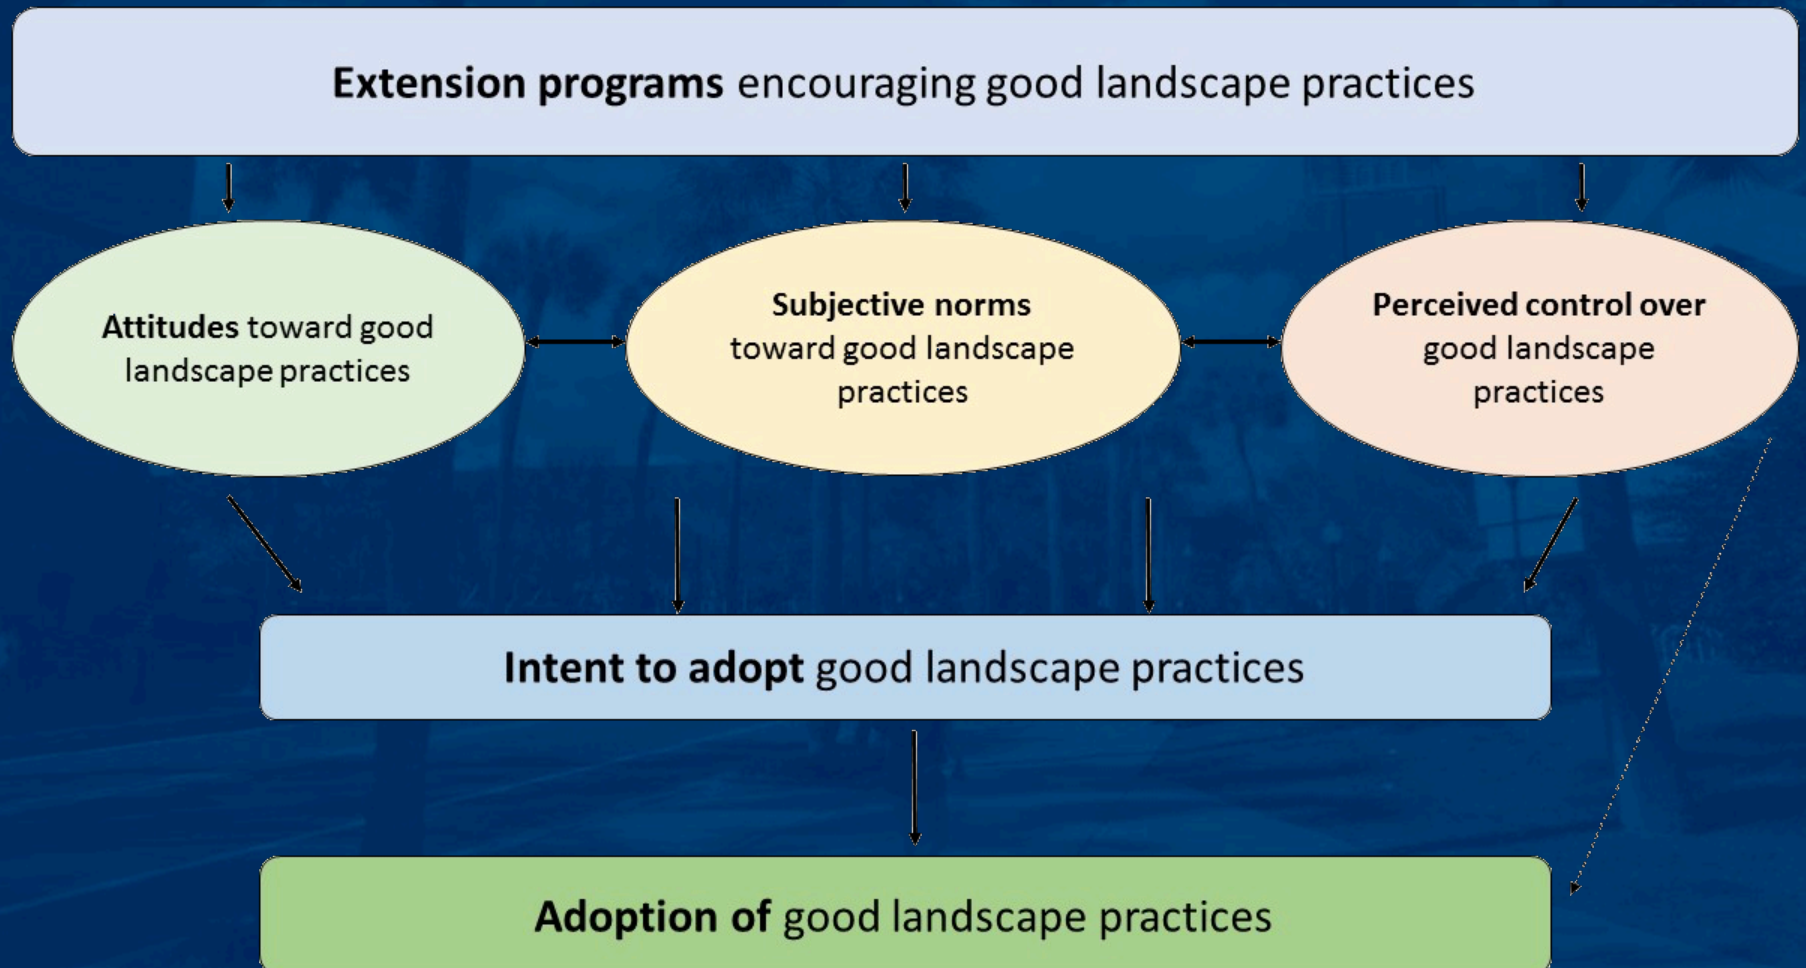 Extension programs encouraging good landscape practices
Attitudes toward good
landscape practices
Subjective norms
toward good landscape
practices
Perceived control over
good landscape
practices
Intent to adopt good landscape practices
Adoption of good landscape practices